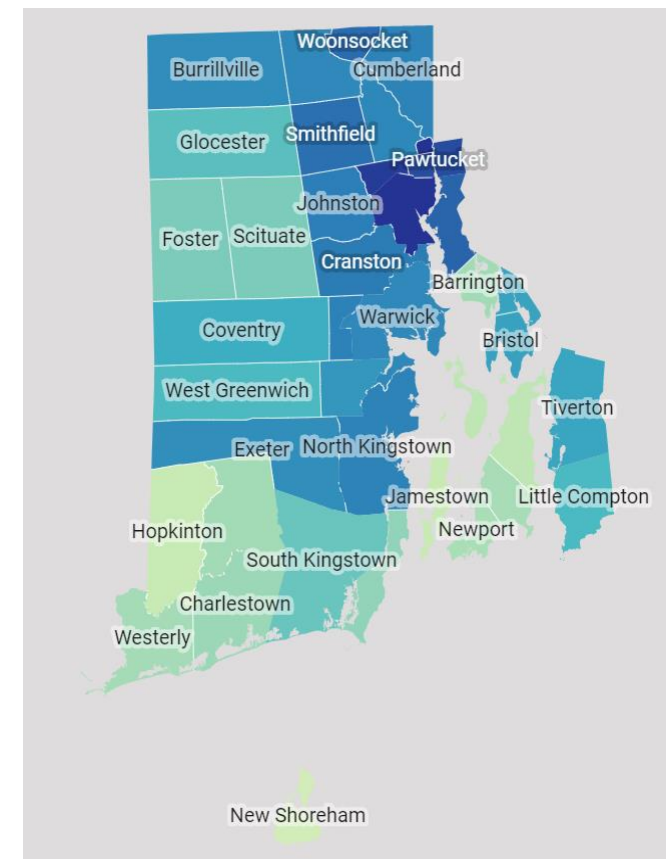 Woonsocket
Burrillville
Cumberland
Smithfield
Glocester
Pawtucket
Johnston
Foster
Scituate
Cranston
Barrington
Warwick
Coventry
Bristol
West Greenwich
Tiverton
Exeter
North Kingstown
Jamestown
Little Compton
Hopkinton
Newport
South Kingstown
Charlestown
Westerly
New Shoreham